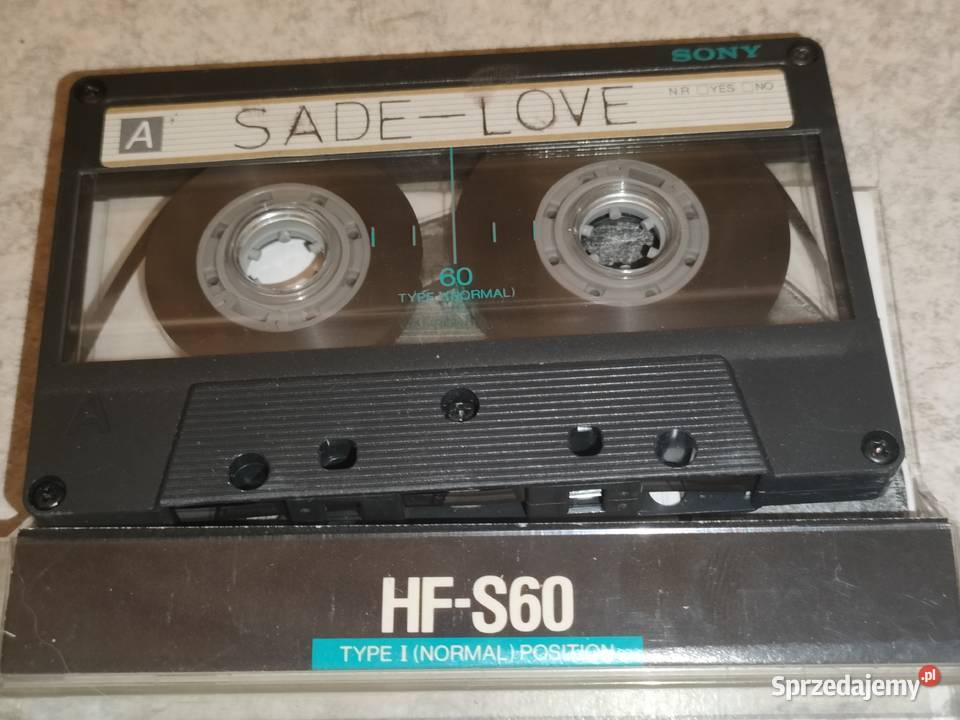 SONY
A SADE-LOVE N.R □YES □NO
60
TYPE I (NORMAL)
A
HF-S60
TYPE I (NORMAL) POSITION
Sprzedajemy.pl